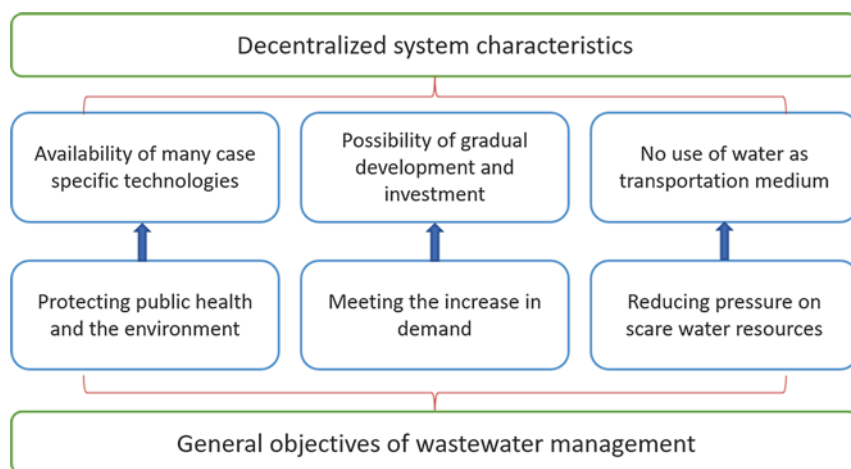 Decentralized system characteristics
Availability of many case
specific technologies
Possibility of gradual
development and
investment
No use of water as
transportation medium
Protecting public health
and the environment
Meeting the increase in
demand
Reducing pressure on
scare water resources
General objectives of wastewater management